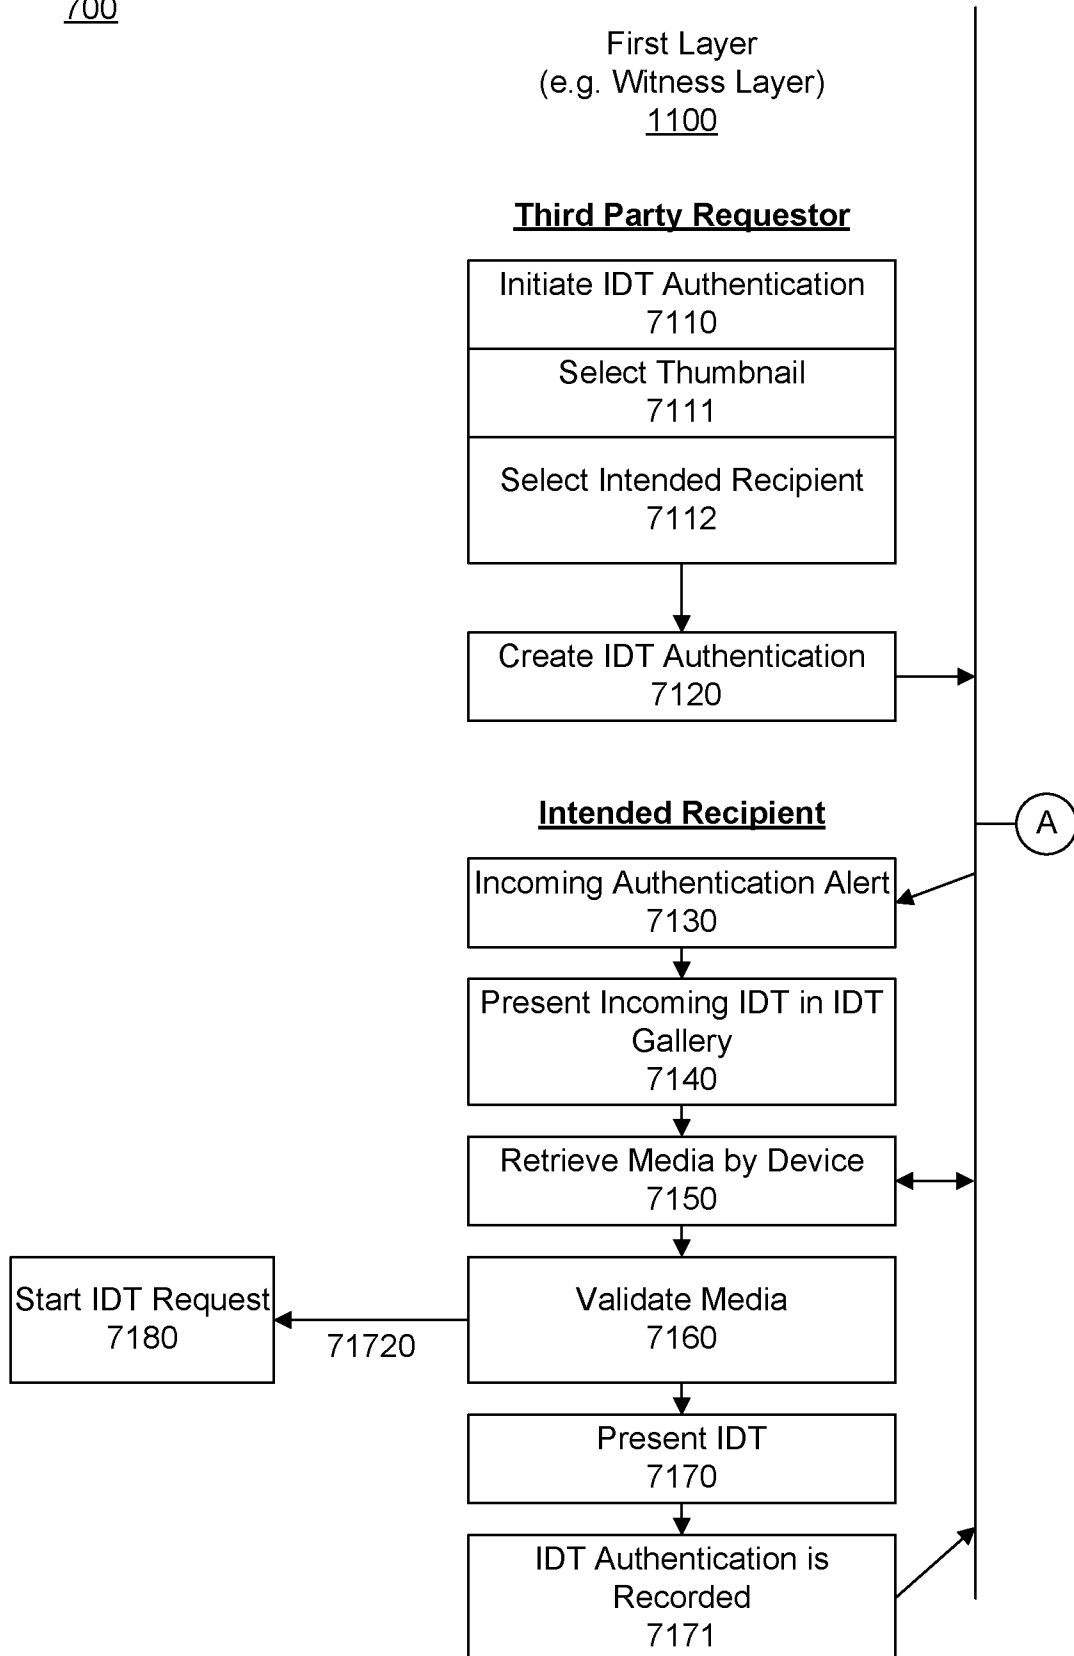 700
First Layer
(e.g. Witness Layer)
1100
Third Party Requestor
Initiate IDT Authentication
7110
Select Thumbnail
7111
Select Intended Recipient
7112
Create IDT Authentication
7120
Intended Recipient
A
Incoming Authentication Alert
7130
Present Incoming IDT in IDT
Gallery
7140
Retrieve Media by Device
7150
Start IDT Request
7180
71720
Validate Media
7160
Present IDT
7170
IDT Authentication is
Recorded
7171